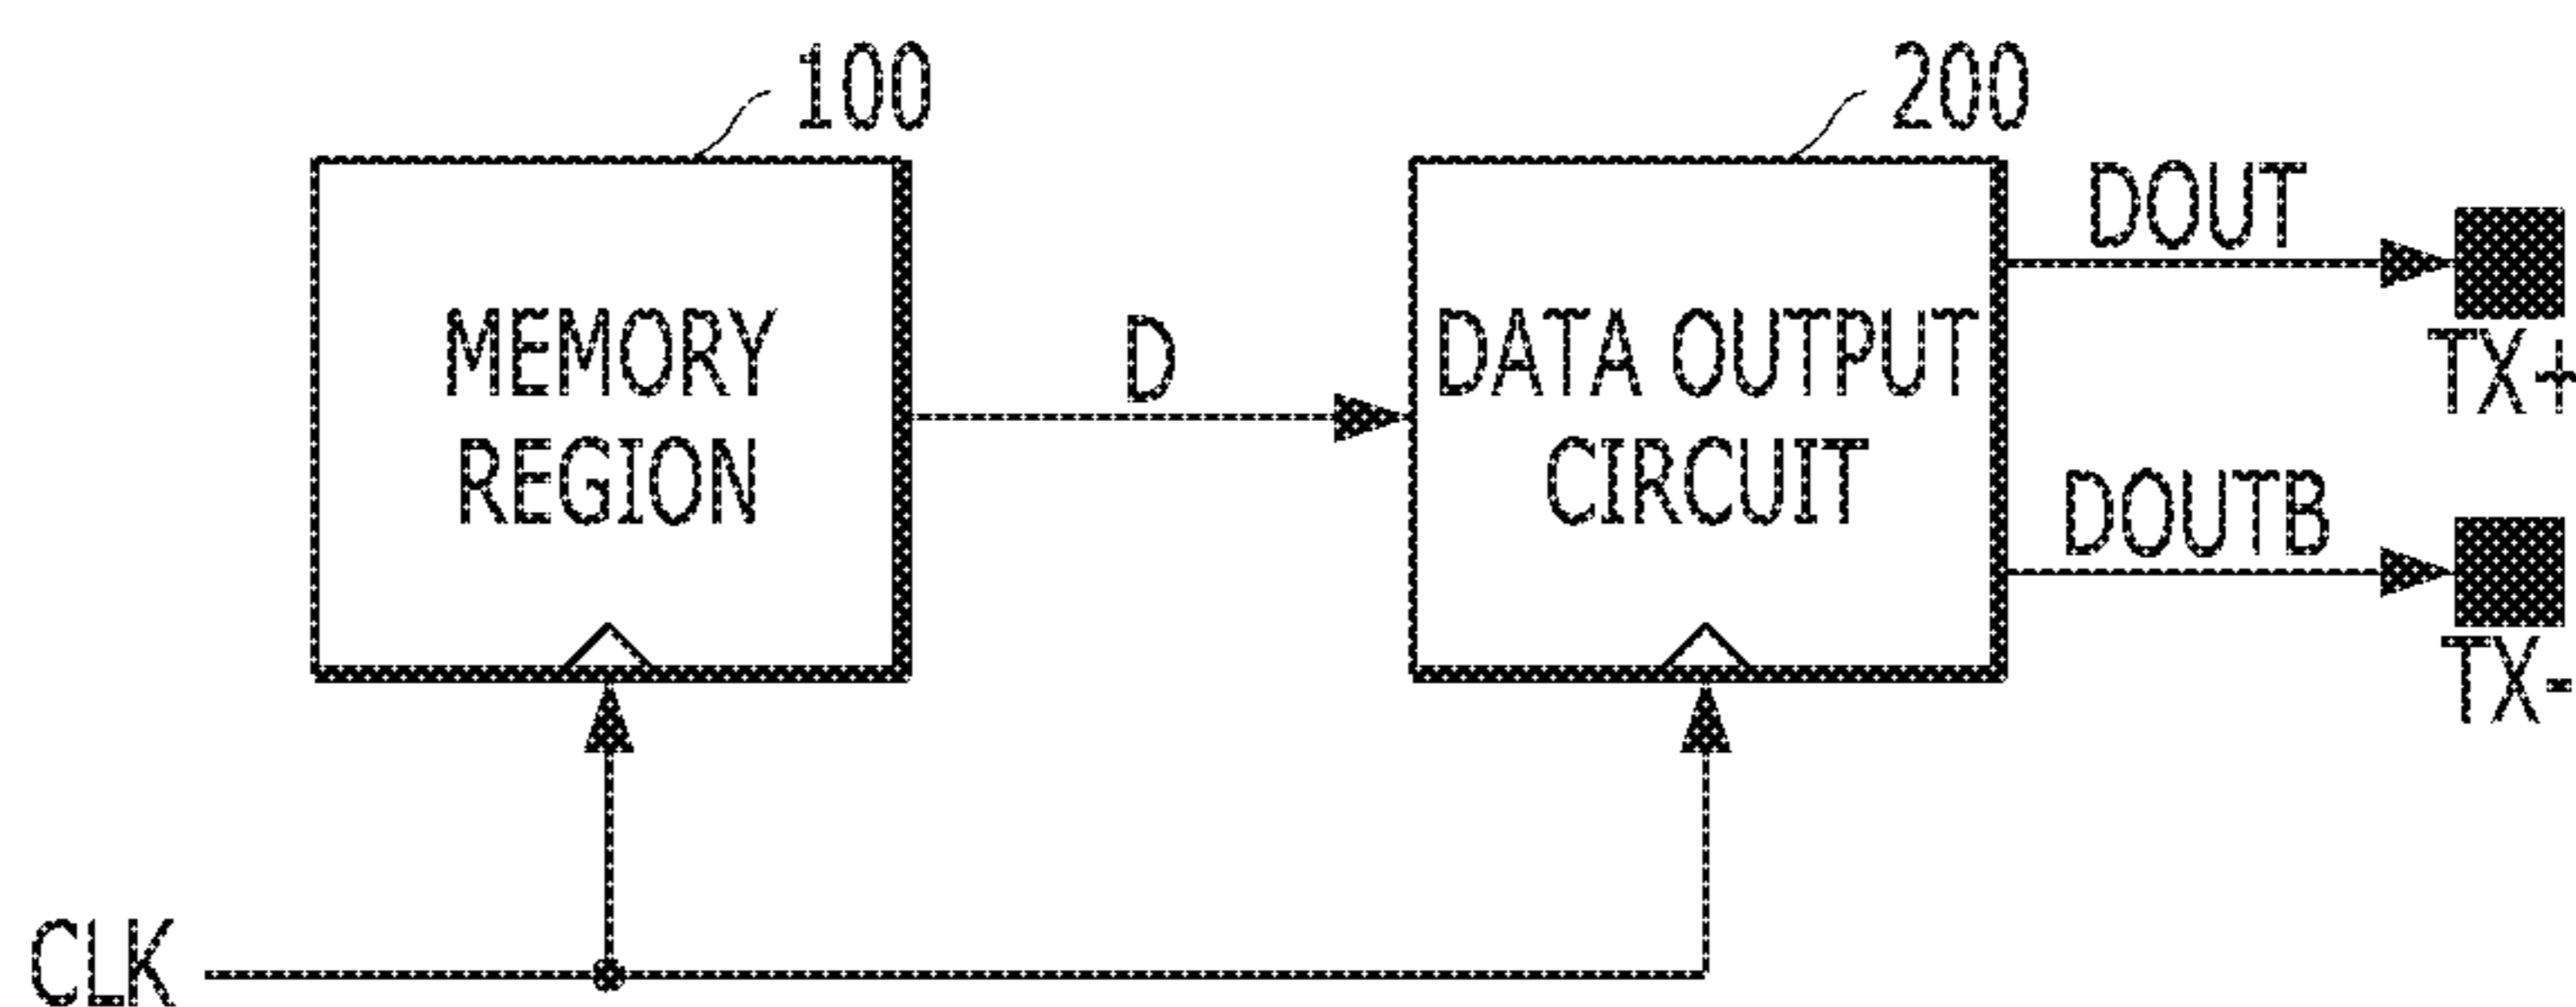 100
200
MEMORY
REGION
D
DATA OUTPUT
CIRCUIT
DOUT
TX+
DOUTB
TX-
CLK